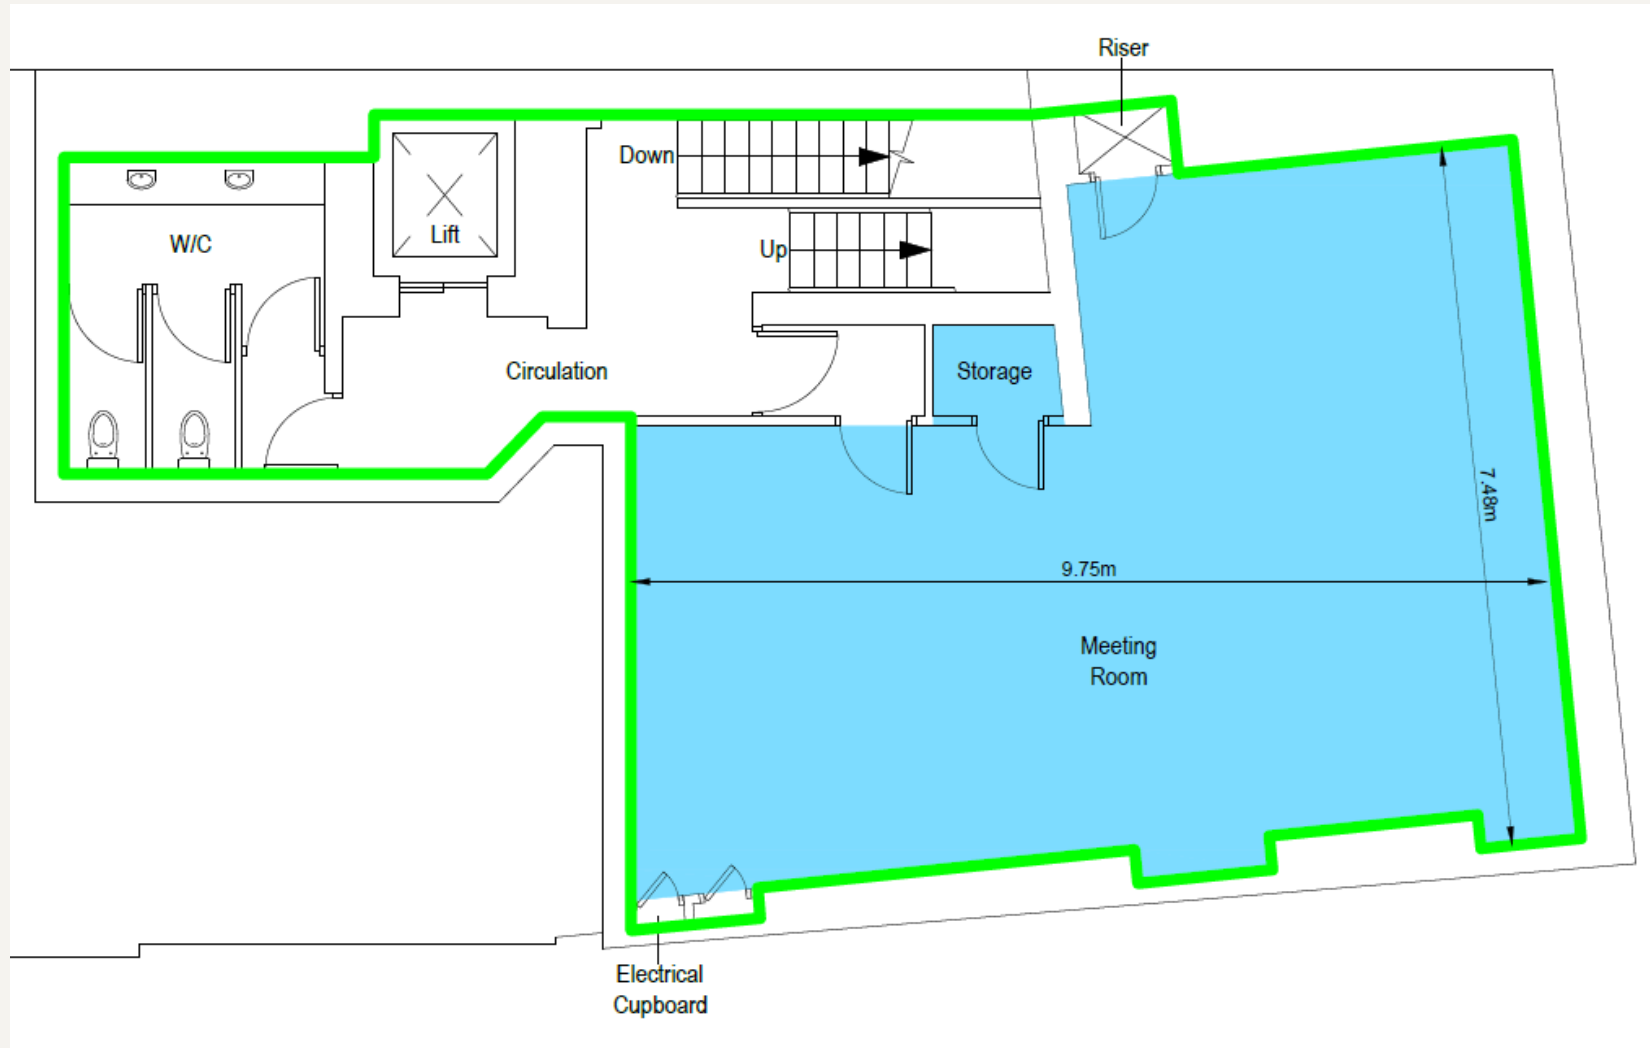 Riser
Down
Lift
W/C
Up
Circulation
Storage
7.48m
9.75m
Meeting
Room
Electrical
Cupboard